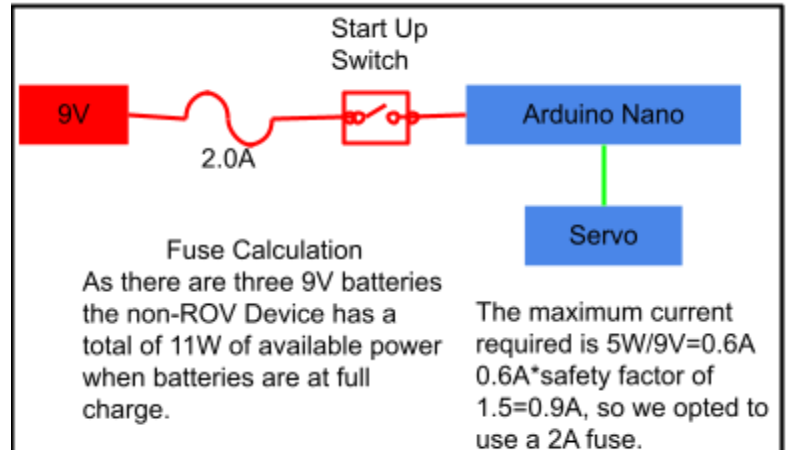 Start Up
Switch
9V
Arduino Nano
2.0A
Servo
Fuse Calculation
As there are three 9V batteries
the non-ROV Device has a
total of 11W of available power
when batteries are at full
charge.
The maximum current
required is 5W/9V=0.6A
0.6A*safety factor of
1.5=0.9A, so we opted to
use a 2A fuse.